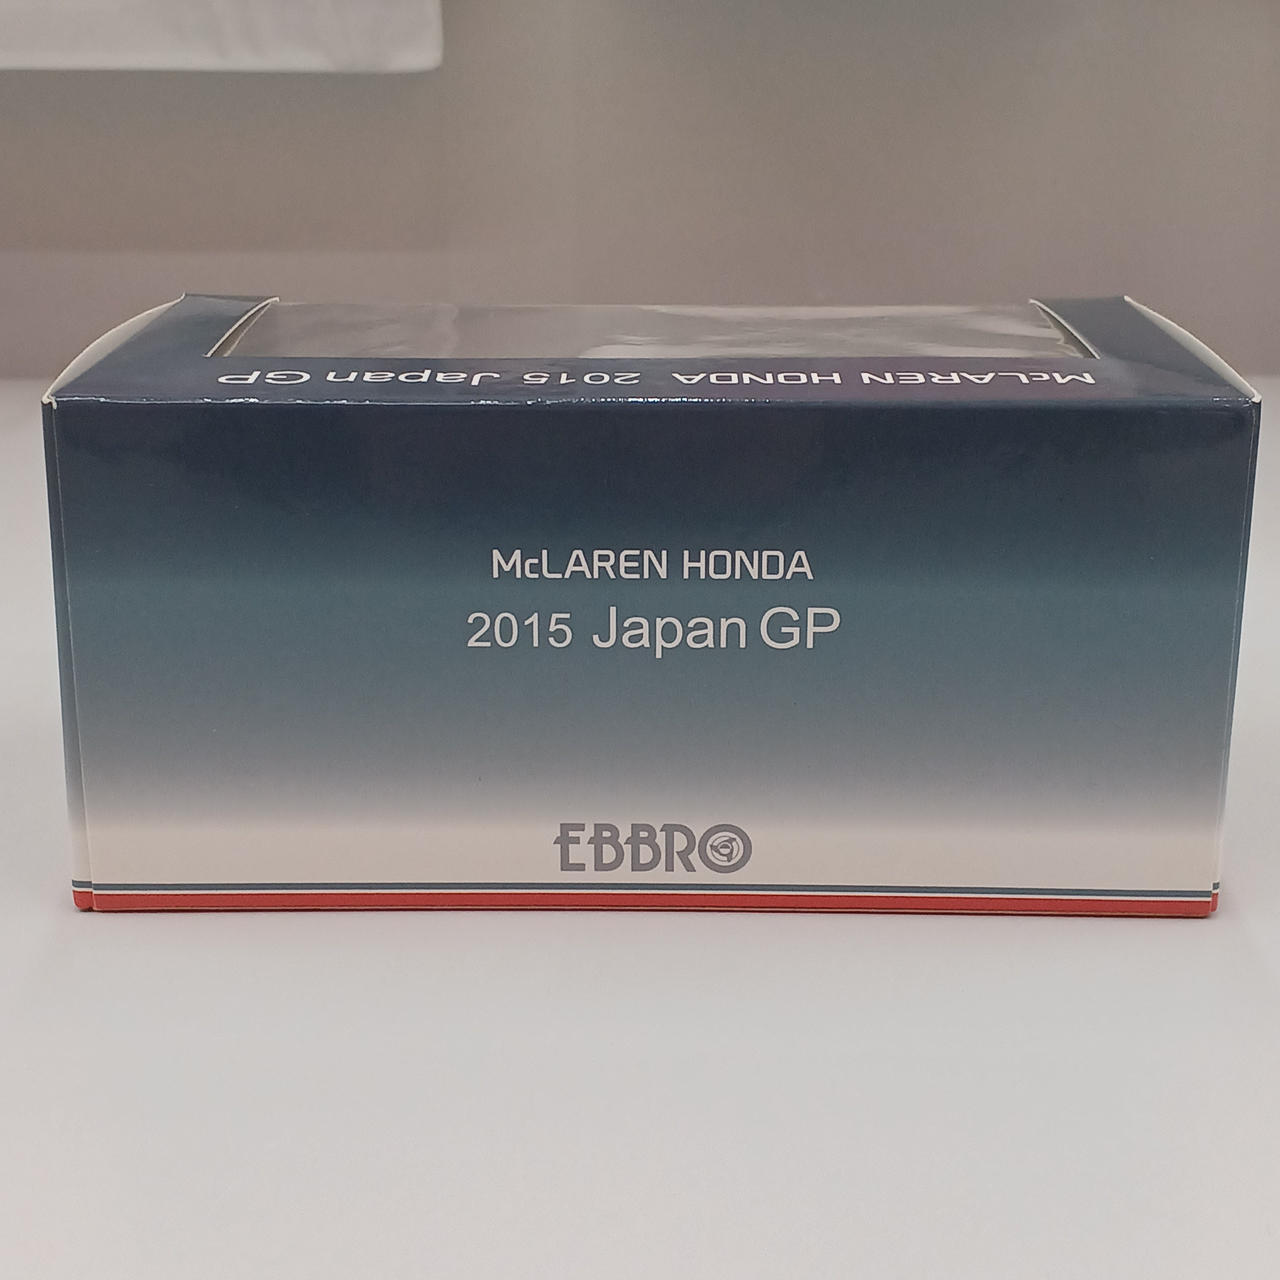 McLAREN HONDA 2015 Japan GP
McLAREN HONDA
2015 Japan GP
EBBRO